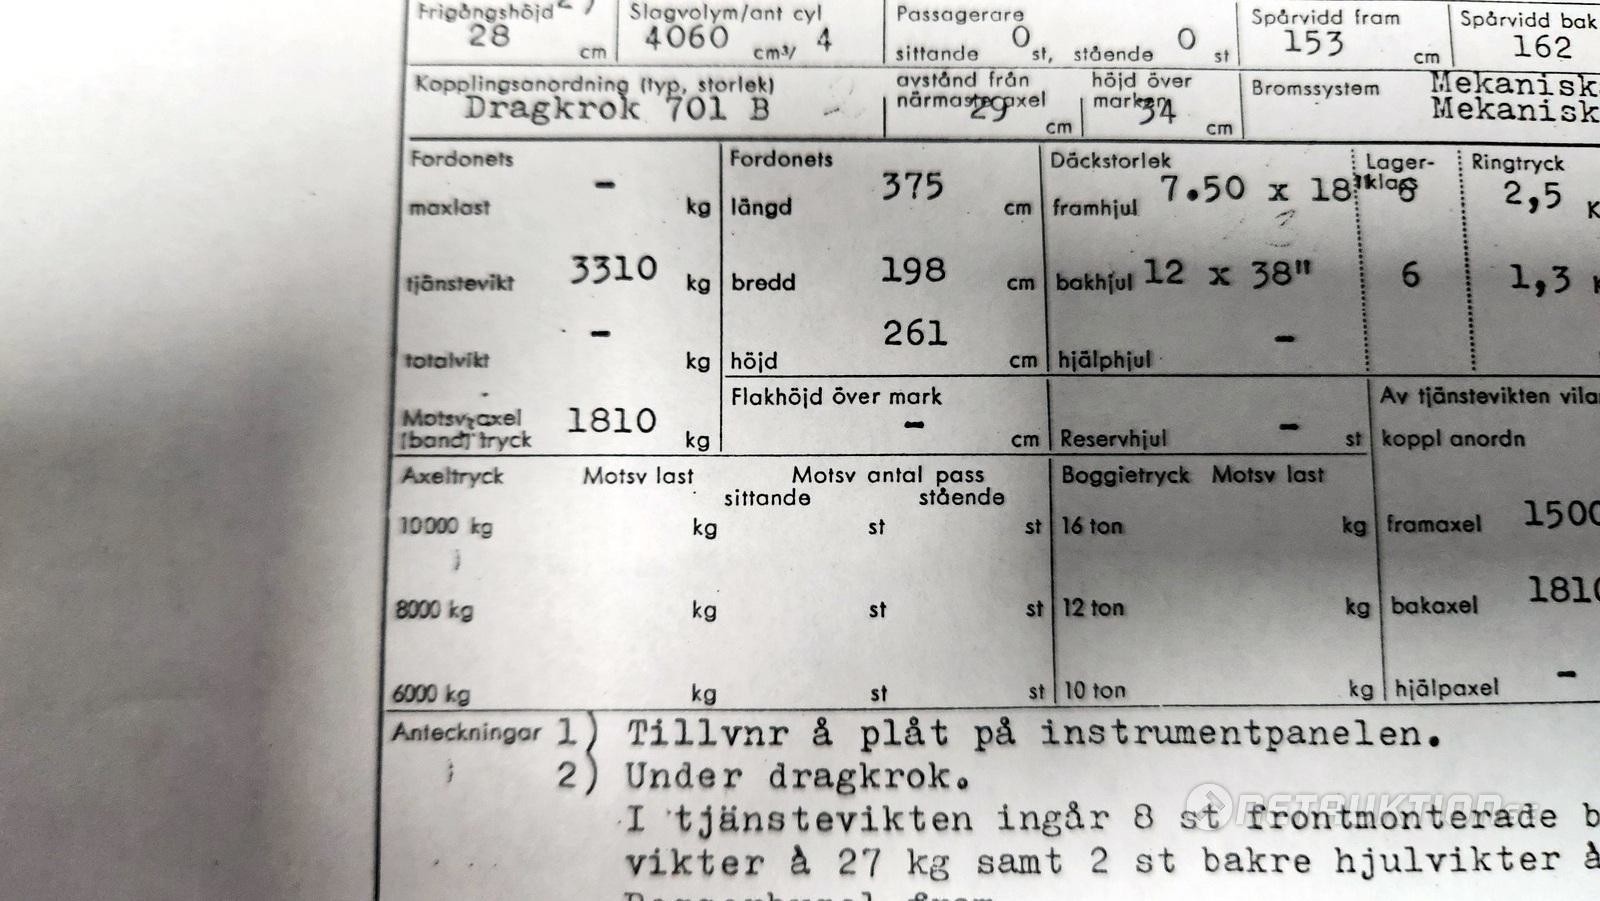 Frigångshöjd 2) Slagvolym/ant cyl Passagerare Spårvidd fram Spårvidd bak
28 cm 4060 cm³/ 4 sittande 0 st, stående 0 st 153 cm 162
Kopplingsanordning (typ, storlek) avstånd från höjd över Bromssystem Mekanisk
Dragkrok 701 B närmaste axel 29 cm marken 34 cm Mekanisk
Fordonets Fordonets Däckstorlek Lager- Ringtryck
maxlast - kg längd 375 cm framhjul 7.50 x 18" klass 6 2,5 K
tjänstevikt 3310 kg bredd 198 cm bakhjul 12 x 38" 6 1,3
totalvikt - kg höjd 261 cm hjälphjul -
Flakhöjd över mark Av tjänstevikten vila
Motsv axel 1810
(band) tryck kg - cm Reservhjul - st koppl anordn
Axeltryck Motsv last Motsv antal pass Boggietryck Motsv last
sittande stående
10000 kg kg st st 16 ton kg framaxel 1500
8000 kg kg st st 12 ton kg bakaxel 1810
6000 kg kg st st 10 ton kg hjälpaxel -
Anteckningar 1) Tillvnr å plåt på instrumentpanelen.
2) Under dragkrok.
I tjänstevikten ingår 8 st frontmonterade b
vikter à 27 kg samt 2 st bakre hjulvikter à